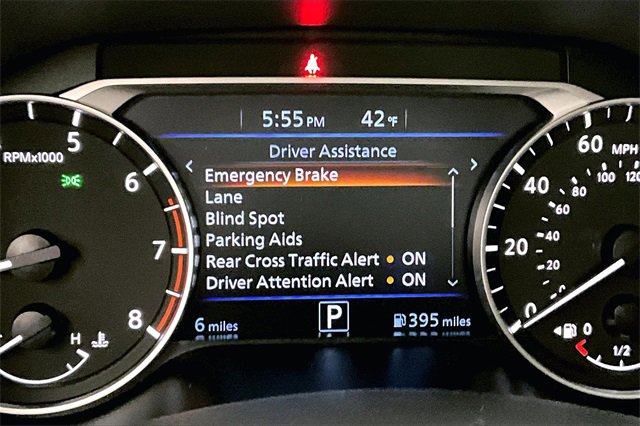 5:55 PM 42 °F
Driver Assistance
Emergency Brake
Lane
Blind Spot
Parking Aids
Rear Cross Traffic Alert • ON
Driver Attention Alert • ON
6 miles P 395 miles
RPMx1000
5
6
7
8
H
60 MPH
40
20
0
120
100
80
60
40
20
0
1/2